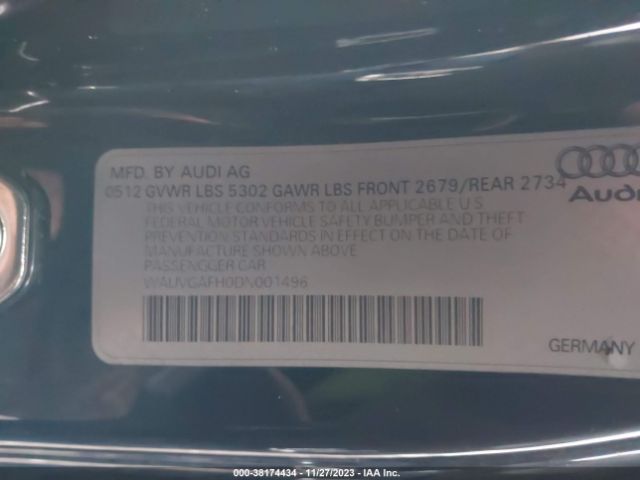 MFD. BY AUDI AG
0512 GVWR LBS 5302 GAWR LBS FRONT 2679/REAR 2734
Audi
THIS VEHICLE CONFORMS TO ALL APPLICABLE U.S.
FEDERAL MOTOR VEHICLE SAFETY BUMPER AND THEFT
PREVENTION STANDARDS IN EFFECT ON THE DATE OF
MANUFACTURE SHOWN ABOVE
PASSENGGER CAR
WAUVGAFH0DN001496
GERMANY
000-38174434 - 11/27/2023 - IAA Inc.